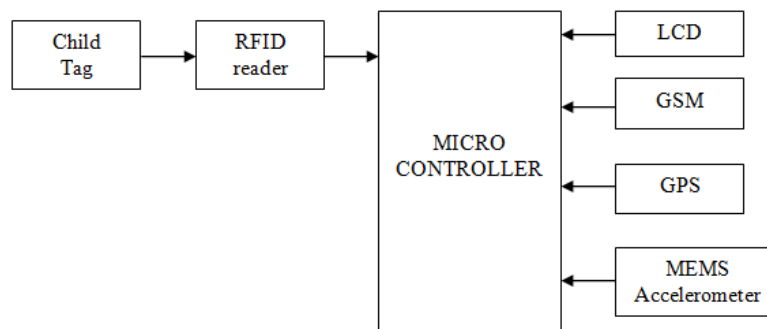 Child
Tag
RFID
reader
MICRO
CONTROLLER
LCD
GSM
GPS
MEMS
Accelerometer